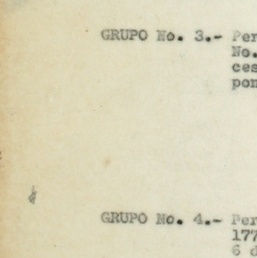 GRUPO No. 3.- Per
No.
ces
pon
GRUPO No. 4.- Per
177
6 d